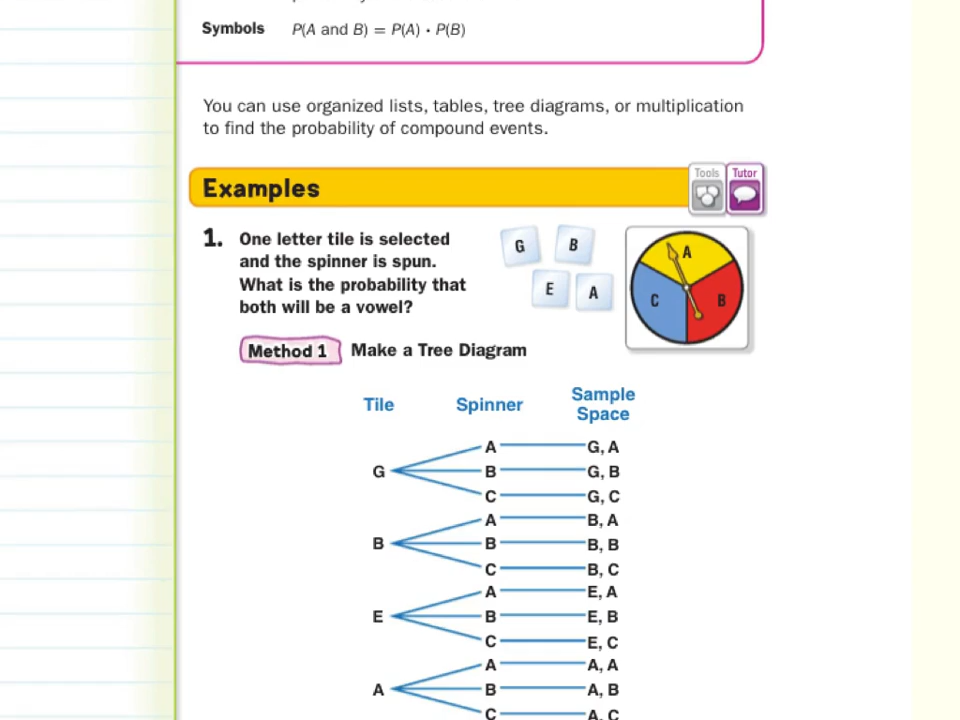 Symbols P(A and B) = P(A) · P(B)
You can use organized lists, tables, tree diagrams, or multiplication
to find the probability of compound events.
Examples
Tools Tutor
1. One letter tile is selected
and the spinner is spun.
What is the probability that
both will be a vowel?
G B
E A
A
C B
Method 1 Make a Tree Diagram
Tile Spinner Sample
Space
A G, A
G B G, B
C G, C
A B, A
B B B, B
C B, C
A E, A
E B E, B
C E, C
A A, A
A B A, B
C A, C